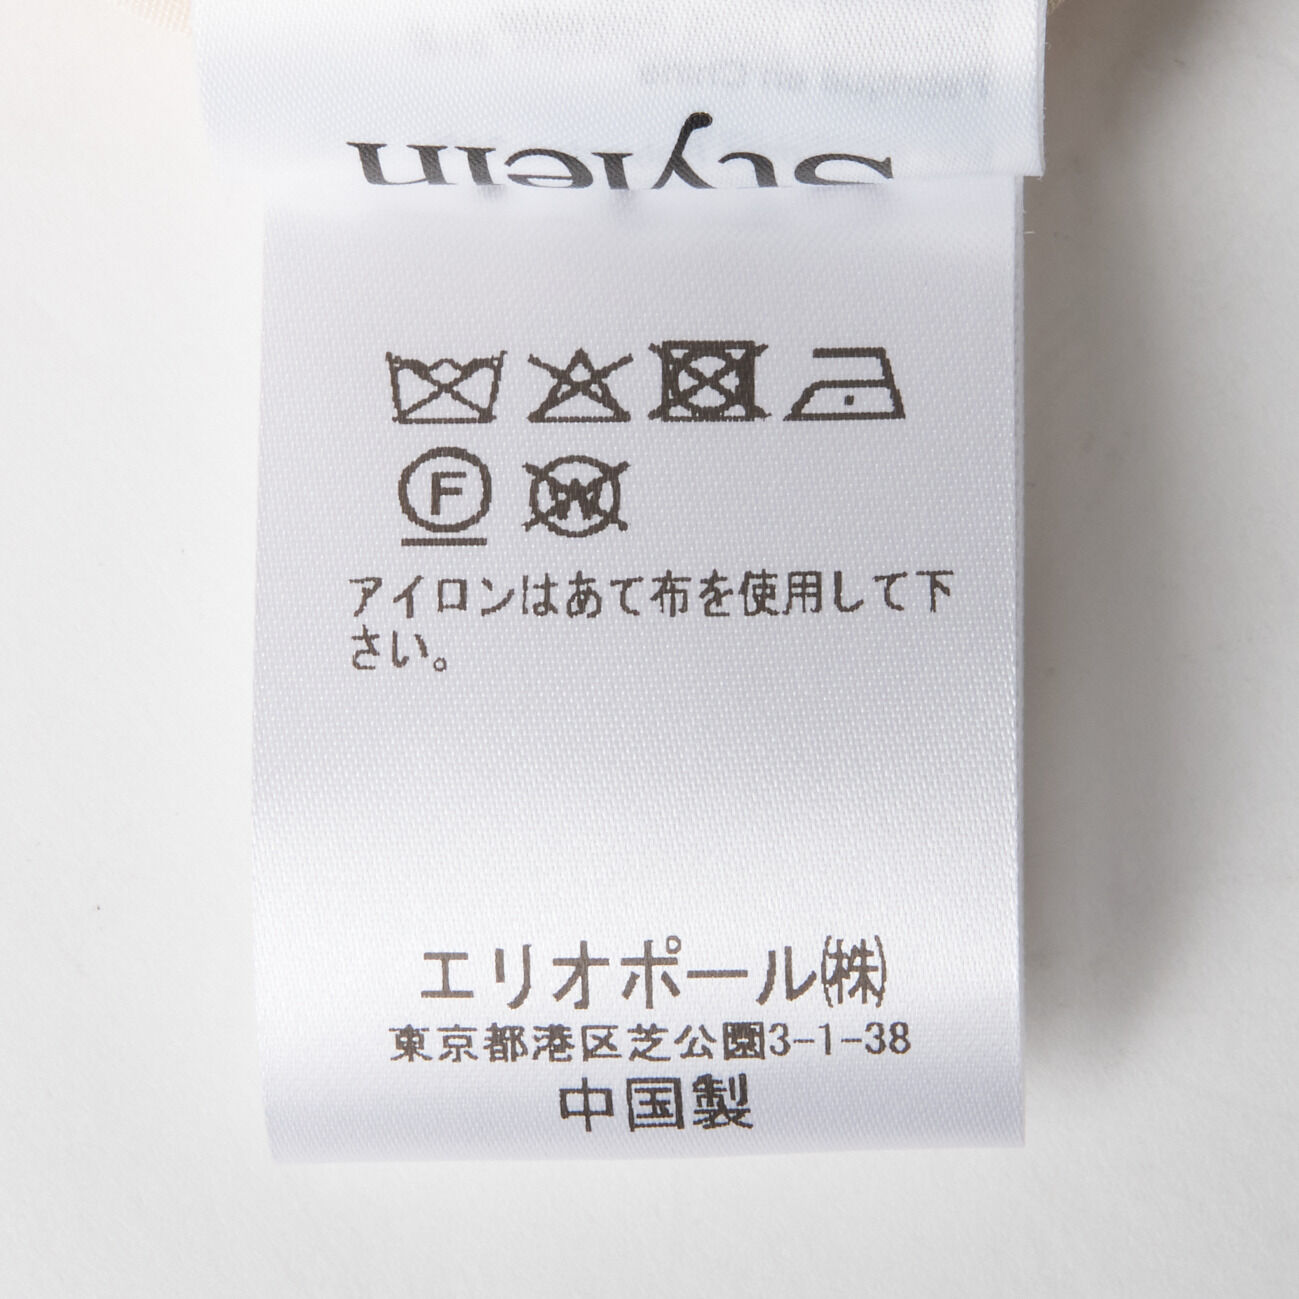 Stylein
F
W
アイロンはあて布を使用して下
さい。
エリオポール㈱
東京都港区芝公園3-1-38
中国製